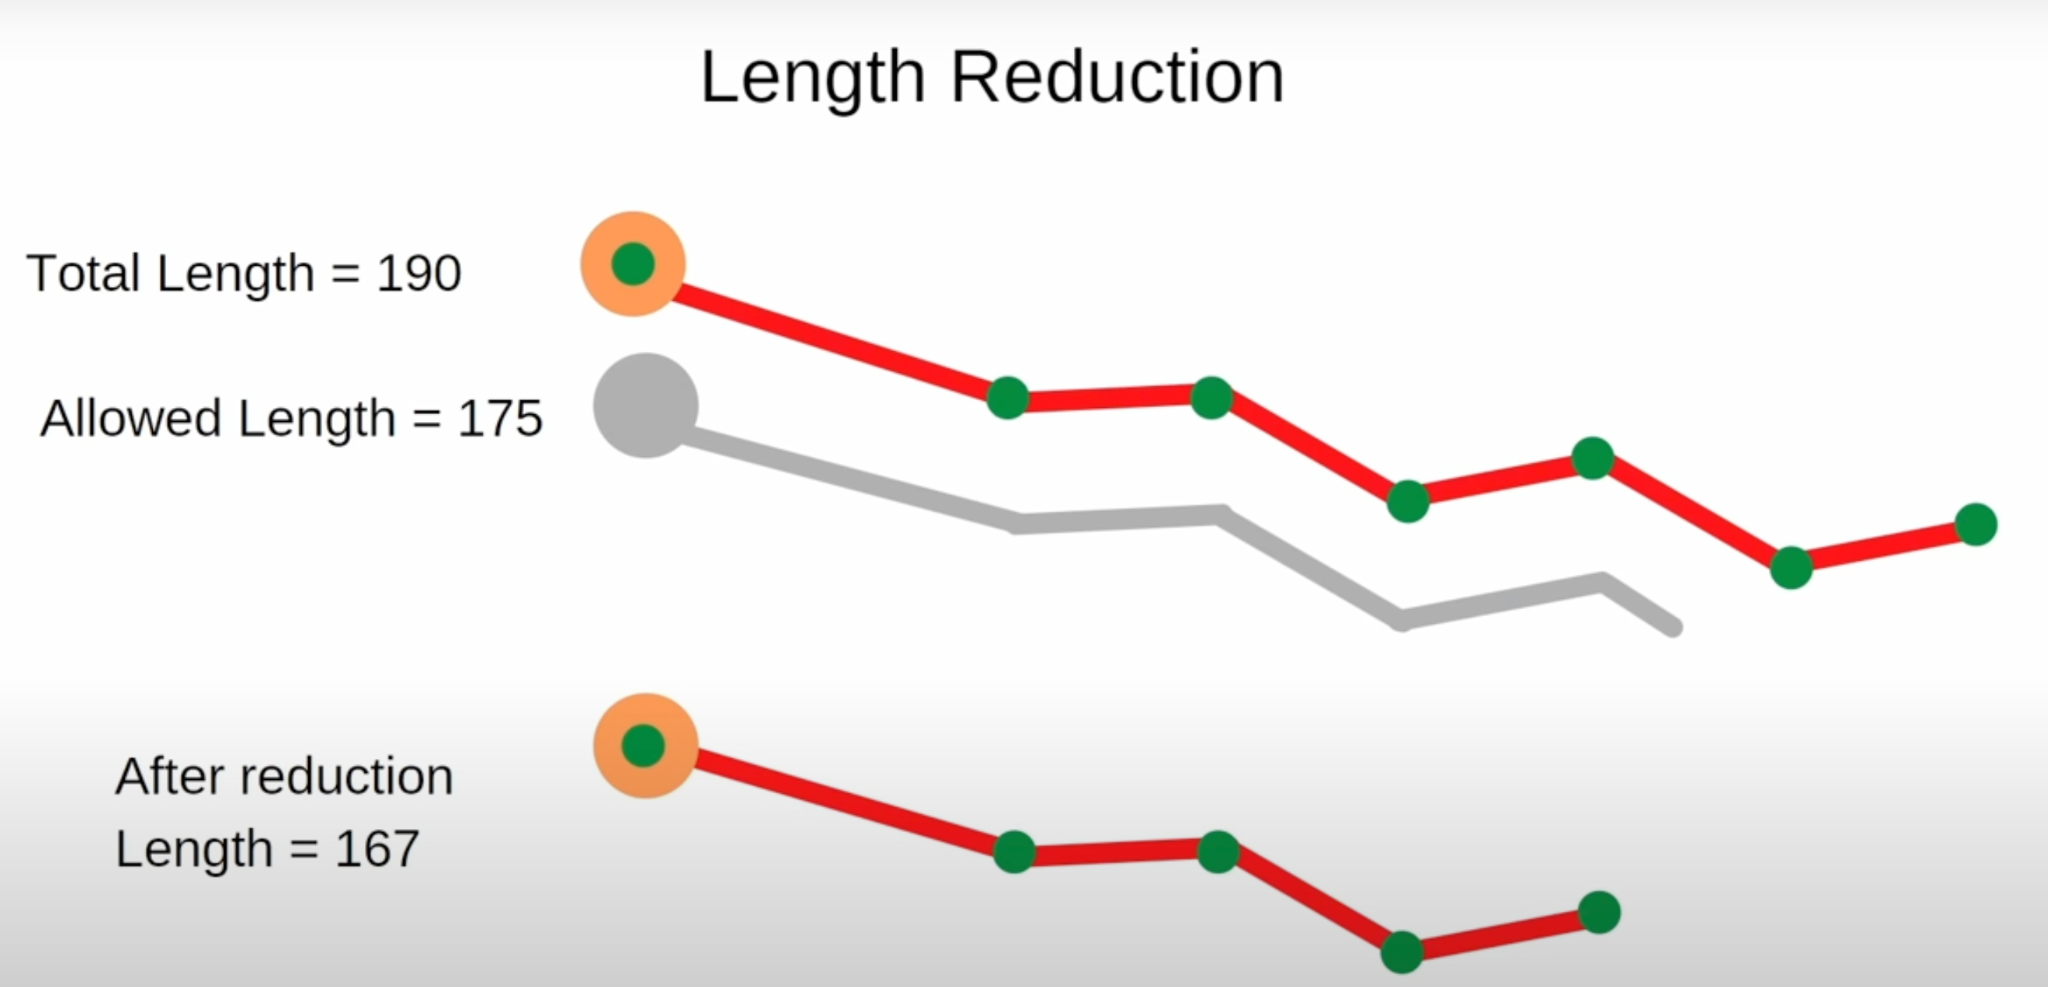 Length Reduction
Total Length = 190
Allowed Length = 175
After reduction
Length = 167